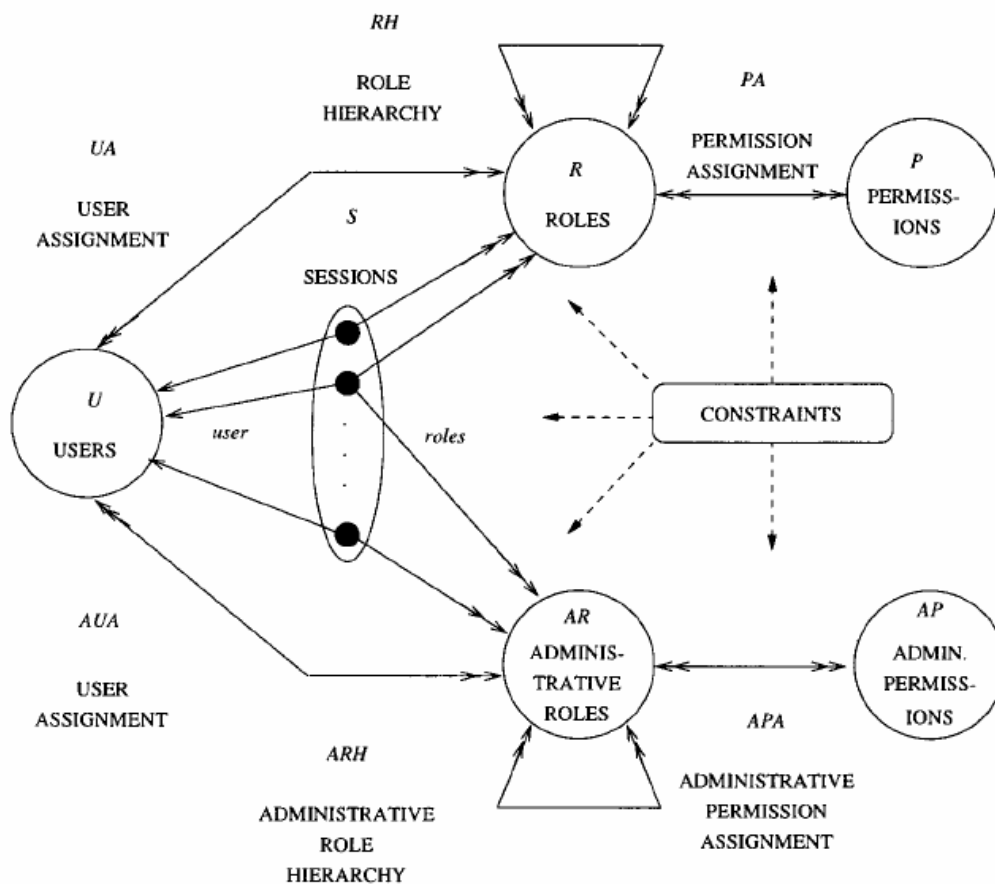 RH
ROLE
HIERARCHY
PA
PERMISSION
ASSIGNMENT
UA
USER
ASSIGNMENT
S
SESSIONS
R
ROLES
P
PERMISS-
IONS
U
USERS
user
roles
CONSTRAINTS
AUA
USER
ASSIGNMENT
AR
ADMINIS-
TRATIVE
ROLES
AP
ADMIN.
PERMISS-
IONS
ARH
ADMINISTRATIVE
ROLE
HIERARCHY
APA
ADMINISTRATIVE
PERMISSION
ASSIGNMENT